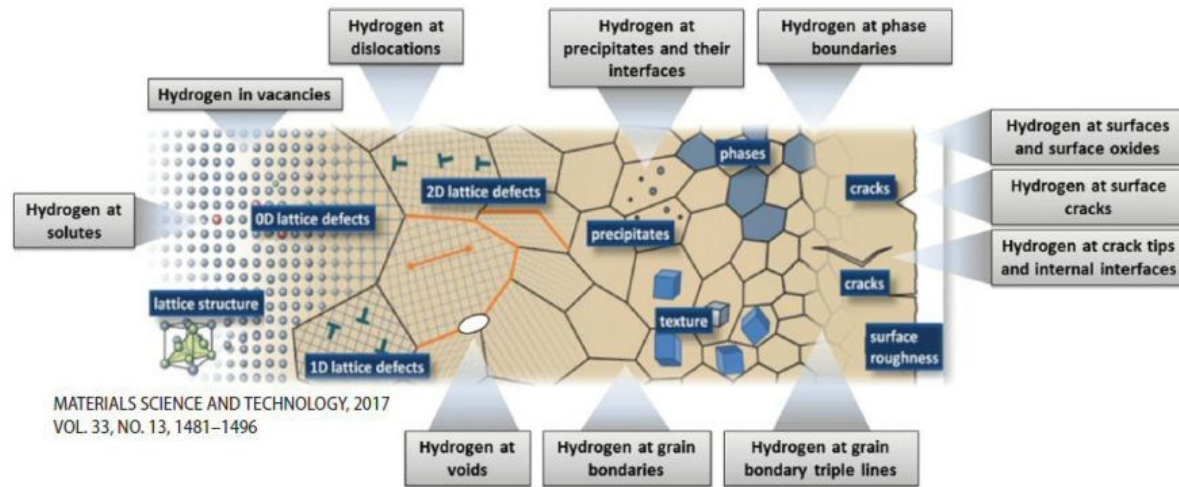 Hydrogen at
dislocations
Hydrogen at
precipitates and their
interfaces
Hydrogen at phase
boundaries
Hydrogen in vacancies
Hydrogen at surfaces
and surface oxides
Hydrogen at
solutes
Hydrogen at surface
cracks
Hydrogen at crack tips
and internal interfaces
phases
cracks
2D lattice defects
0D lattice defects
precipitates
cracks
lattice structure
texture
surface
roughness
1D lattice defects
MATERIALS SCIENCE AND TECHNOLOGY, 2017
VOL. 33, NO. 13, 1481–1496
Hydrogen at
voids
Hydrogen at grain
bondaries
Hydrogen at grain
bondary triple lines